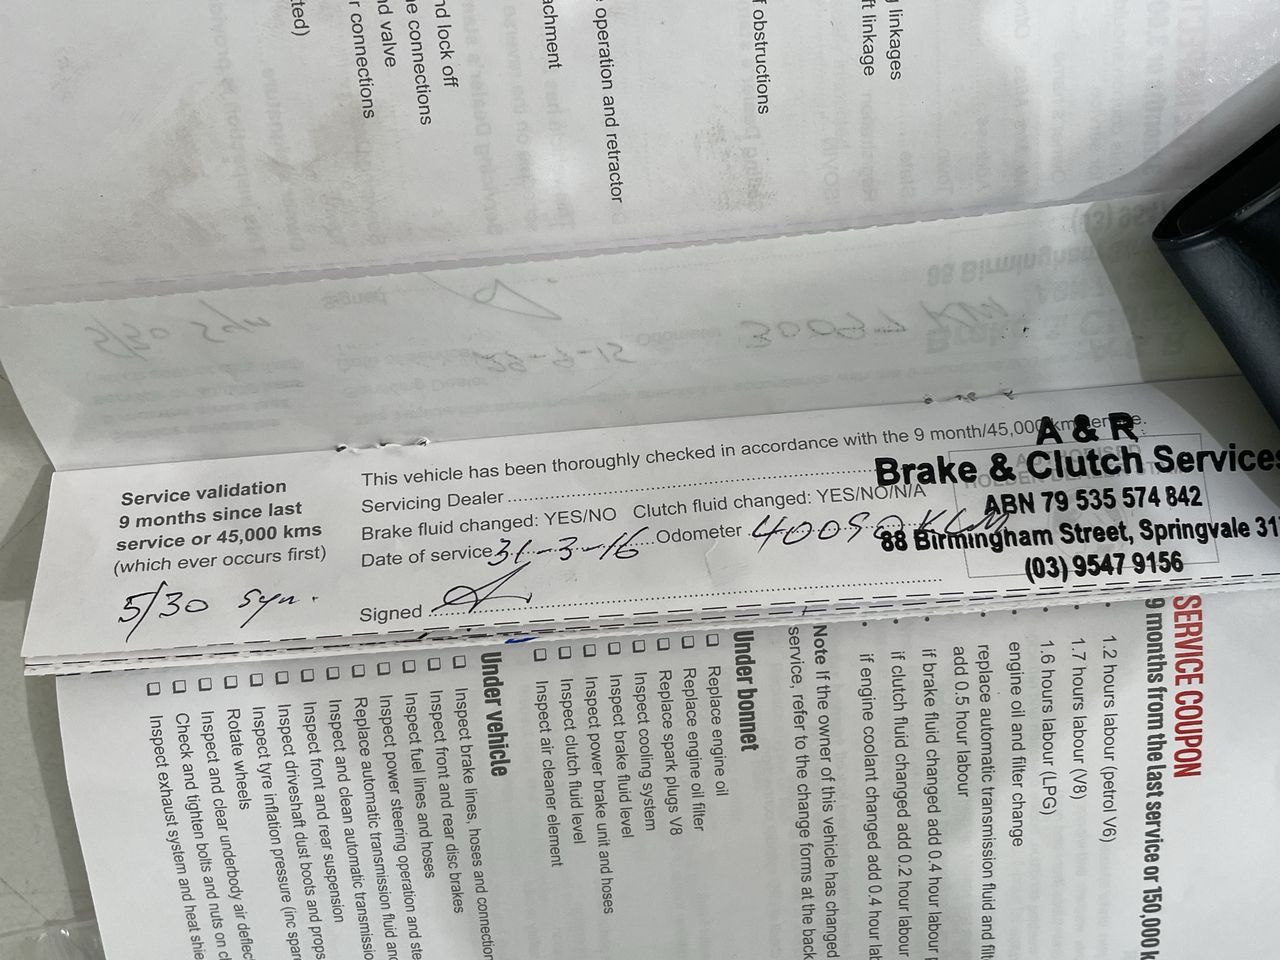 ted)
r connections
nd valve
e connections
nd lock off
achment
operation and retractor
f obstructions
ft linkage
linkages
Service validation
9 months since last
service or 45,000 kms
(which ever occurs first)
5/30 Syn.
This vehicle has been thoroughly checked in accordance with the 9 month/45,000 km service.
Servicing Dealer
Brake fluid changed: YES/NO Clutch fluid changed: YES/NO/N/A
Date of service 31-3-16 Odometer 40090 KM
Signed
A & R
Brake & Clutch Services
ABN 79 535 574 842
88 Birmingham Street, Springvale 31
(03) 9547 9156
SERVICE COUPON
9 months from the last service or 150,000 k
1.2 hours labour (petrol V6)
1.7 hours labour (V8)
1.6 hours labour (LPG)
engine oil and filter change
replace automatic transmission fluid and filt
add 0.5 hour labour
if brake fluid changed add 0.4 hour labour
if clutch fluid changed add 0.2 hour labour
if engine coolant changed add 0.4 hour lab
Note If the owner of this vehicle has changed
service, refer to the change forms at the back
Under bonnet
Replace engine oil
Replace engine oil filter
Replace spark plugs V8
Inspect cooling system
Inspect brake fluid level
Inspect power brake unit and hoses
Inspect clutch fluid level
Inspect air cleaner element
Under vehicle
Inspect brake lines, hoses and connection
Inspect front and rear disc brakes
Inspect fuel lines and hoses
Inspect power steering operation and ste
Replace automatic transmission fluid and
Inspect and clean automatic transmissio
Inspect front and rear suspension
Inspect driveshaft dust boots and props
Inspect tyre inflation pressure (inc spare
Rotate wheels
Inspect and clear underbody air deflec
Check and tighten bolts and nuts on ch
Inspect exhaust system and heat shie